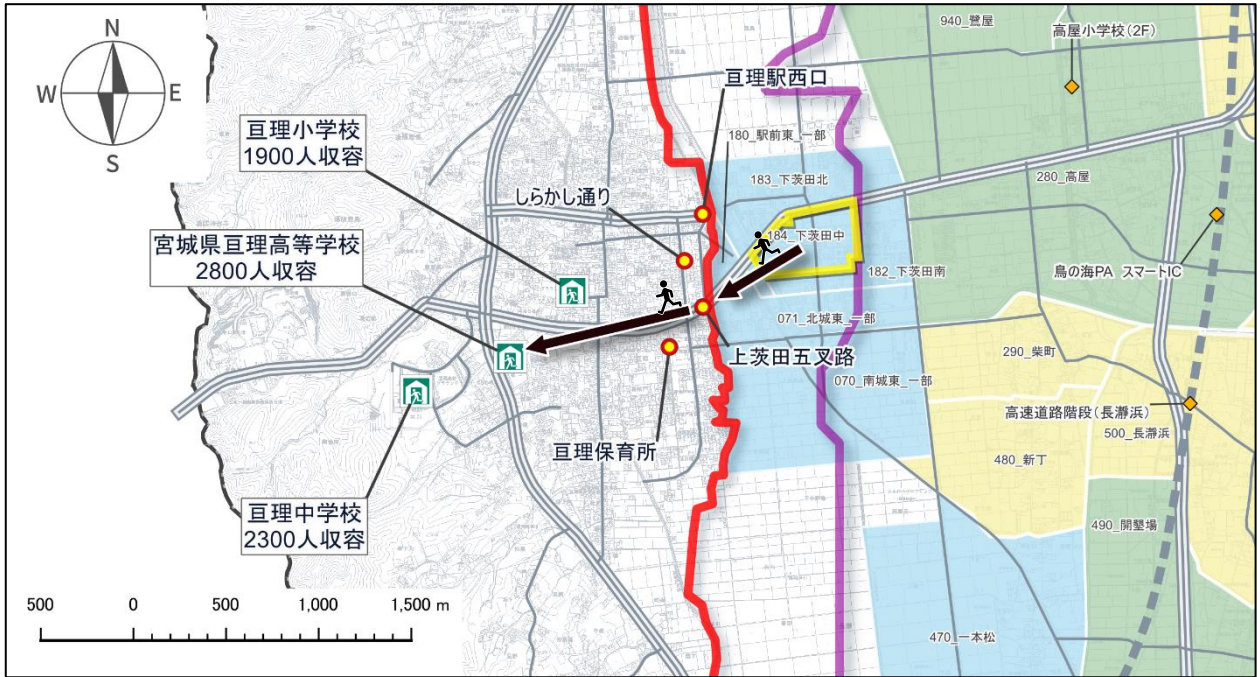 N
W
E
S
940_鷺屋
高屋小学校(2F)
亘理駅西口
亘理小学校
1900人収容
180_駅前東_一部
183_下茨田北
280_高屋
しらかし通り
宮城県亘理高等学校
2800人収容
184_下茨田中
182_下茨田南
鳥の海PA スマートIC
071_北城東_一部
上茨田五叉路
290_柴町
070_南城東_一部
高速道路階段(長瀞浜)
500_長瀞浜
亘理保育所
480_新丁
亘理中学校
2300人収容
490_開墾場
500
0
500
1,000
1,500 m
470_一本松